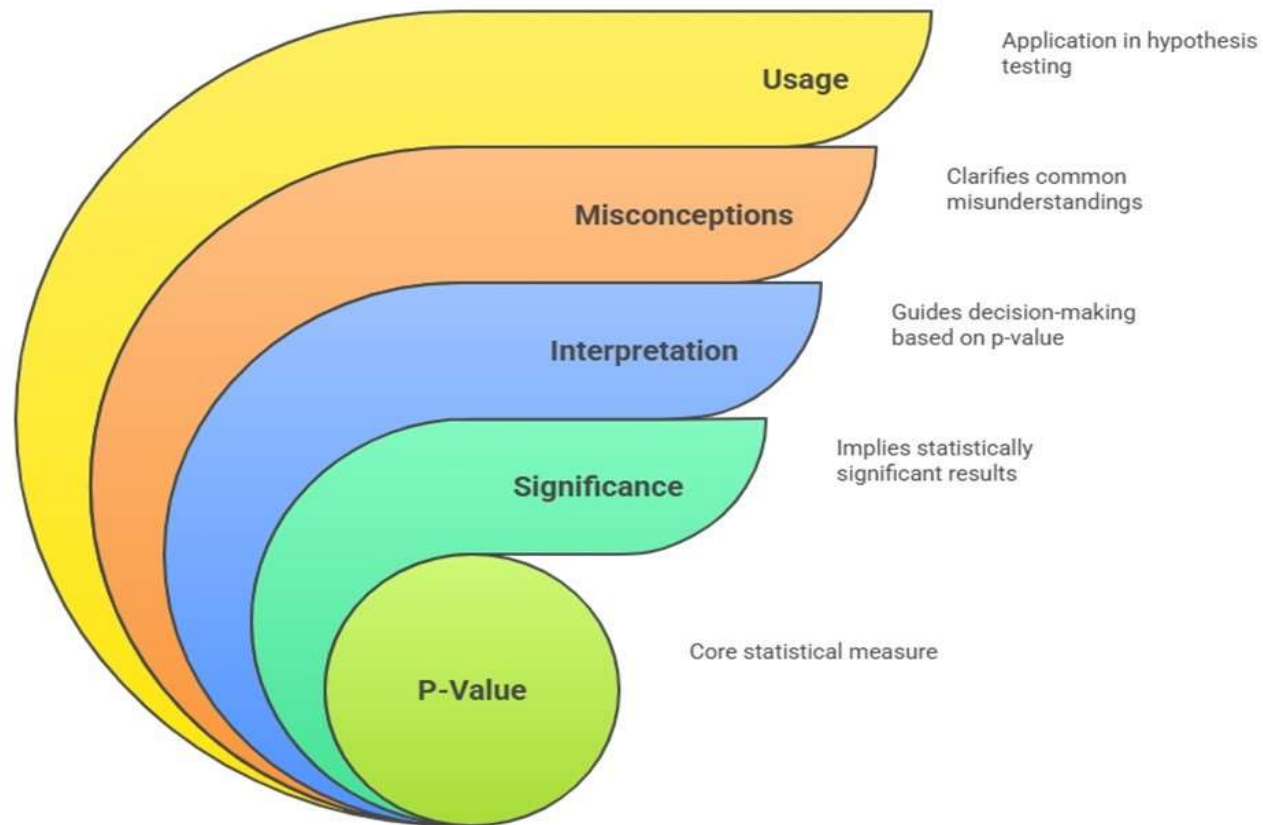 Usage
Application in hypothesis
testing
Misconceptions
Clarifies common
misunderstandings
Interpretation
Guides decision-making
based on p-value
Significance
Implies statistically
significant results
P-Value
Core statistical measure